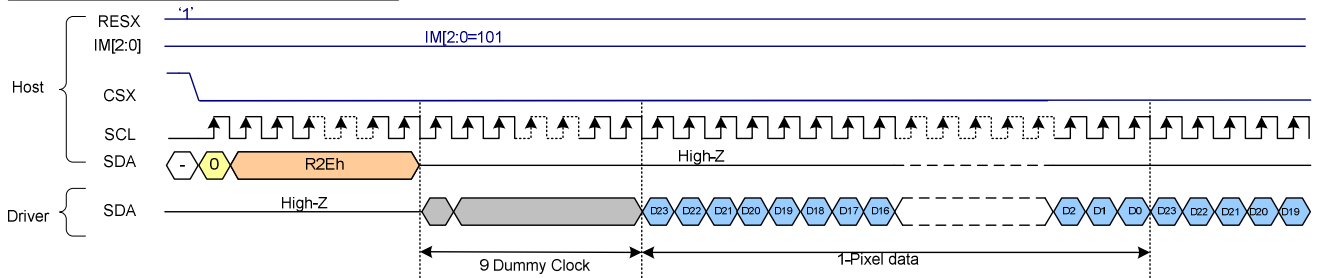 RESX '1'
IM[2:0] IM[2:0=101
Host
CSX
SCL
SDA - 0 R2Eh High-Z
Driver SDA High-Z D23 D22 D21 D20 D19 D18 D17 D16 D2 D1 D0 D23 D22 D21 D20 D19
9 Dummy Clock 1-Pixel data